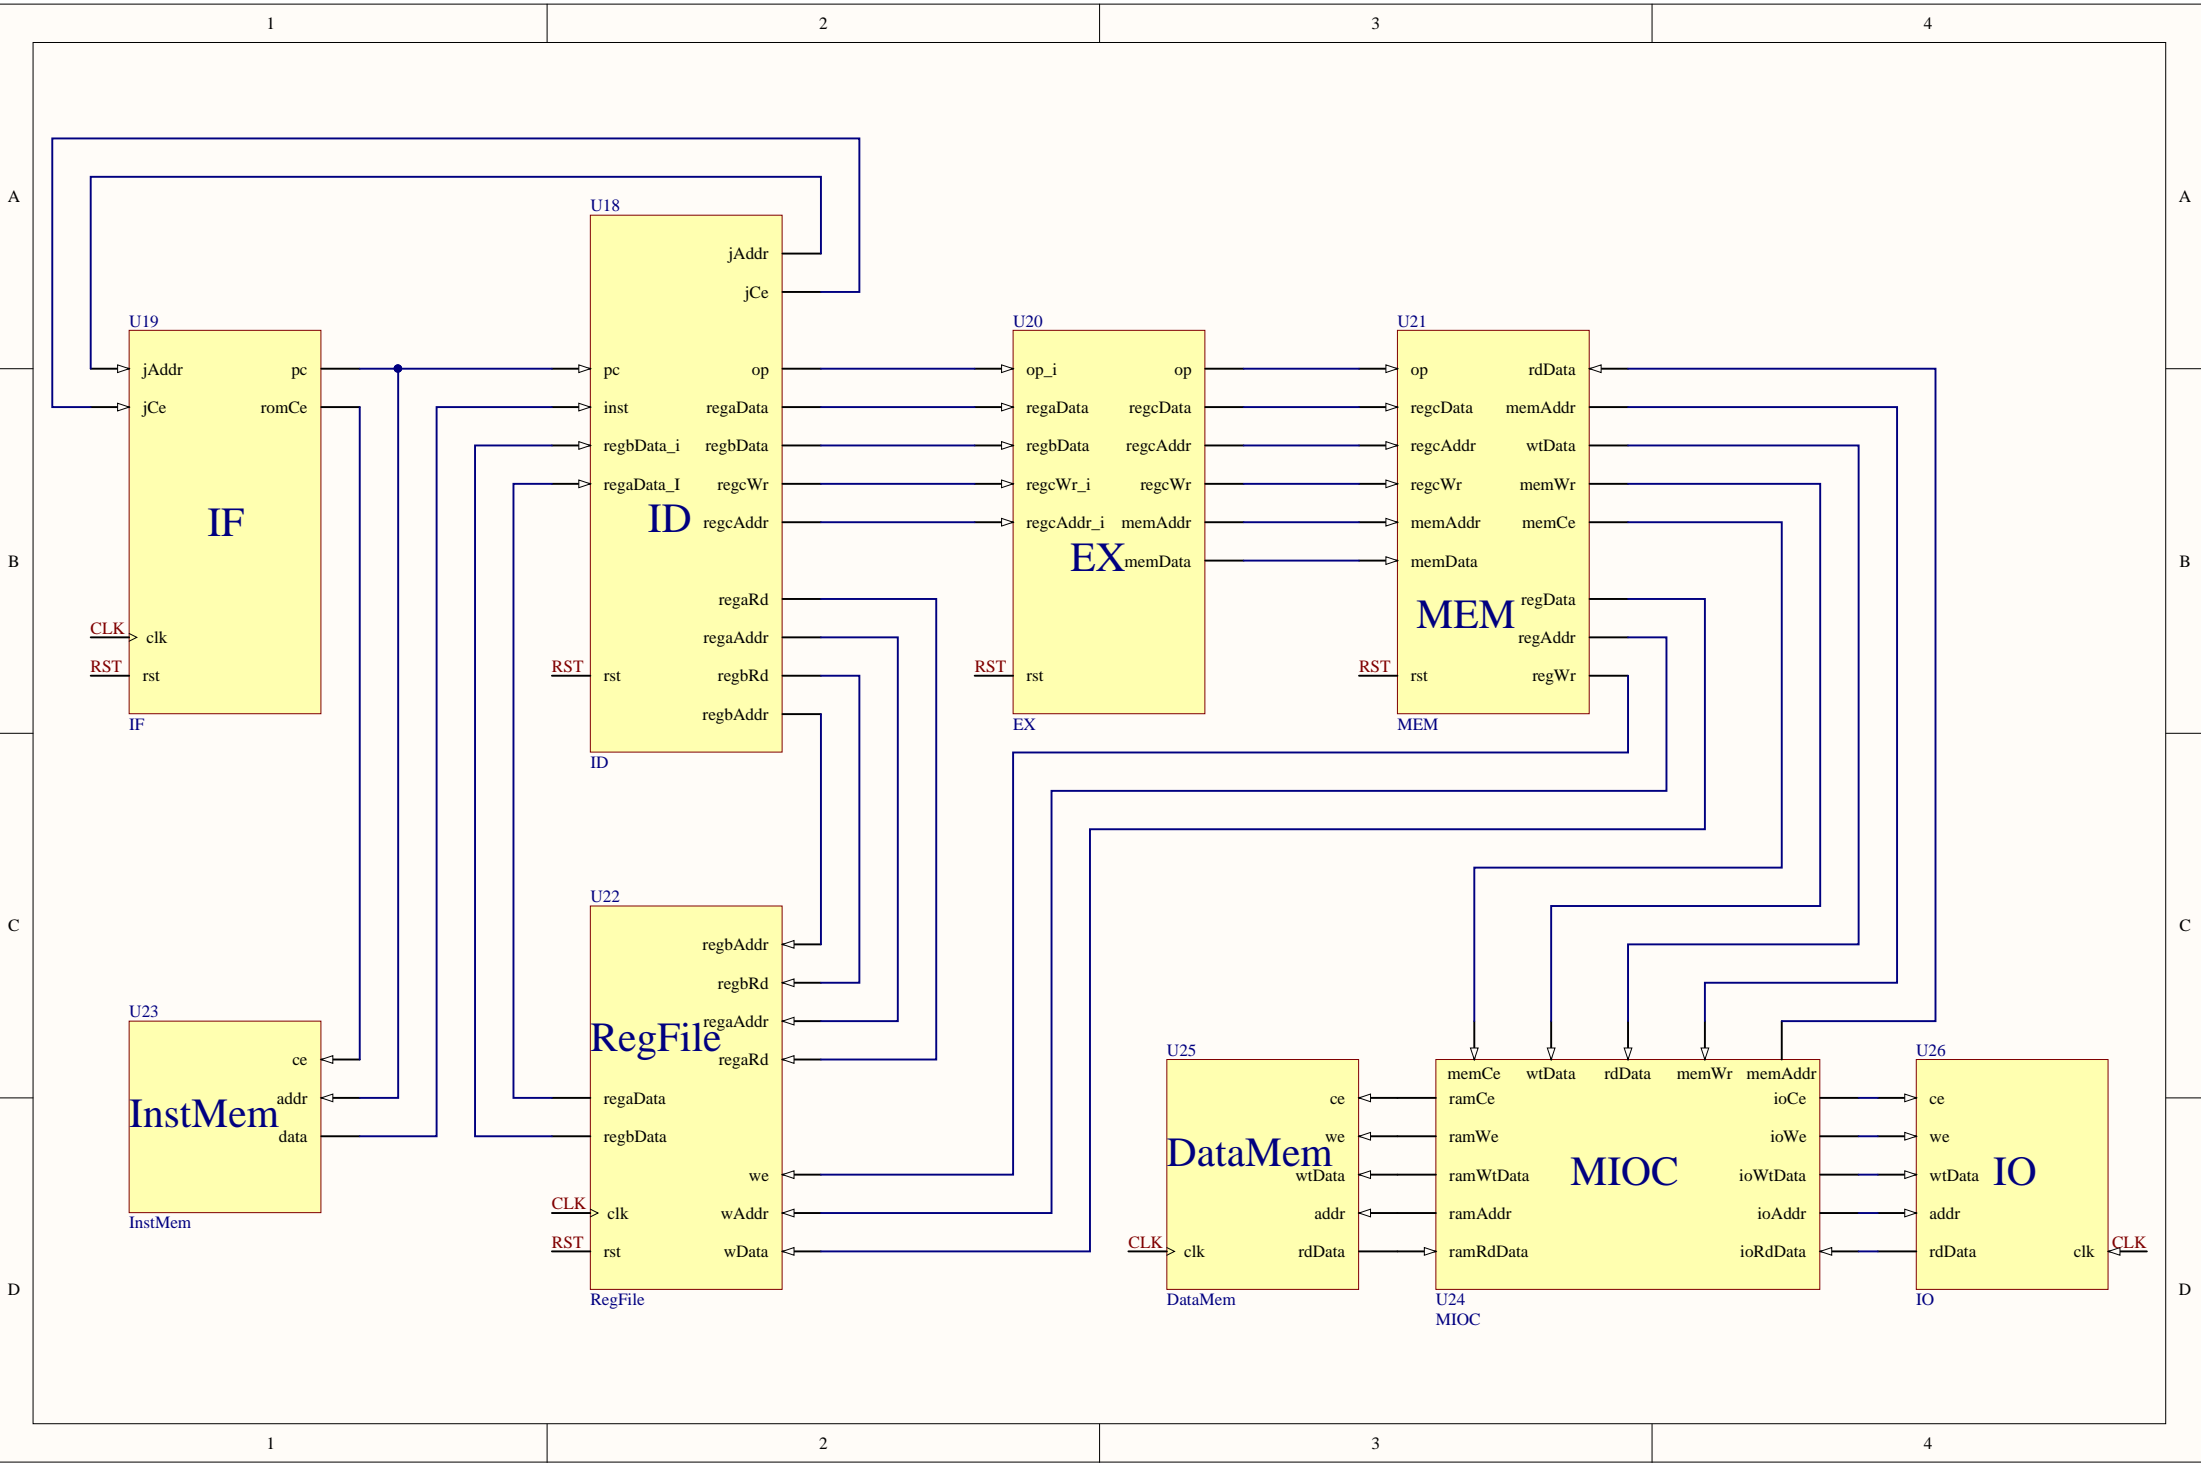 1 2 3 4
A A
U18
jAddr
jCe
U19 U20 U21
jAddr pc pc op op_i op op rdData
jCe romCe inst regaData regaData regcData regcData memAddr
regbData_i regbData regbData regcAddr regcAddr wtData
regaData_I regcWr regcWr_i regcWr regcWr memWr
IF ID regcAddr regcAddr_i memAddr memAddr memCe
B EX memData memData B
regaRd MEM regData
CLK clk regaAddr regAddr
RST rst RST rst regbRd RST rst RST rst regWr
regbAddr
IF EX MEM
ID
U22
C C
regbAddr
regbRd
U23 regaAddr
RegFile
ce regaRd U25 U26
memCe wtData rdData memWr memAddr
addr regaData ce ramCe ioCe ce
InstMem
data regbData we ramWe ioWe we
DataMem MIOC IO
we wtData ramWtData ioWtData wtData
CLK clk wAddr addr ramAddr ioAddr addr
InstMem
RST rst wData CLK clk rdData ramRdData ioRdData rdData clk CLK
D D
RegFile DataMem U24 IO
MIOC
1 2 3 4